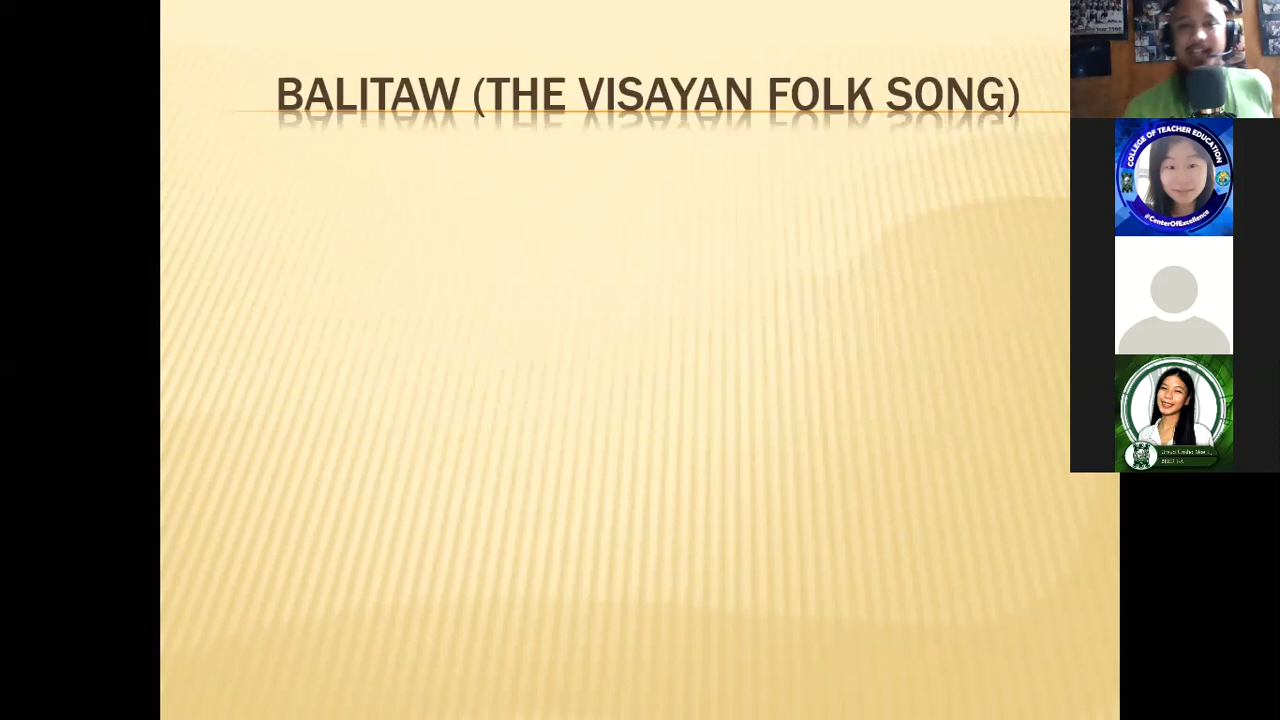 BALITAW (THE VISAYAN FOLK SONG)
COLLEGE OF TEACHER EDUCATION
#CenterOfExcellence